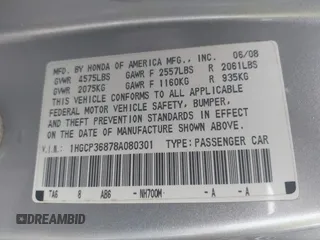 MFD. BY HONDA OF AMERICA MFG., INC. 06/08
GVWR 4575LBS GAWR F 2557LBS R 2061LBS
GVWR 2075KG GAWR F 1160KG R 935KG
THIS VEHICLE CONFORMS TO ALL APPLICABLE
FEDERAL MOTOR VEHICLE SAFETY, BUMPER,
AND THEFT PREVENTION STANDARDS IN EFFECT
ON THE DATE OF MANUFACTURE SHOWN ABOVE.
V.I.N.: 1HGCP36878A080301 TYPE: PASSENGER CAR
TA6 8 AB6 - NH700M - A - A -
DREAMBID